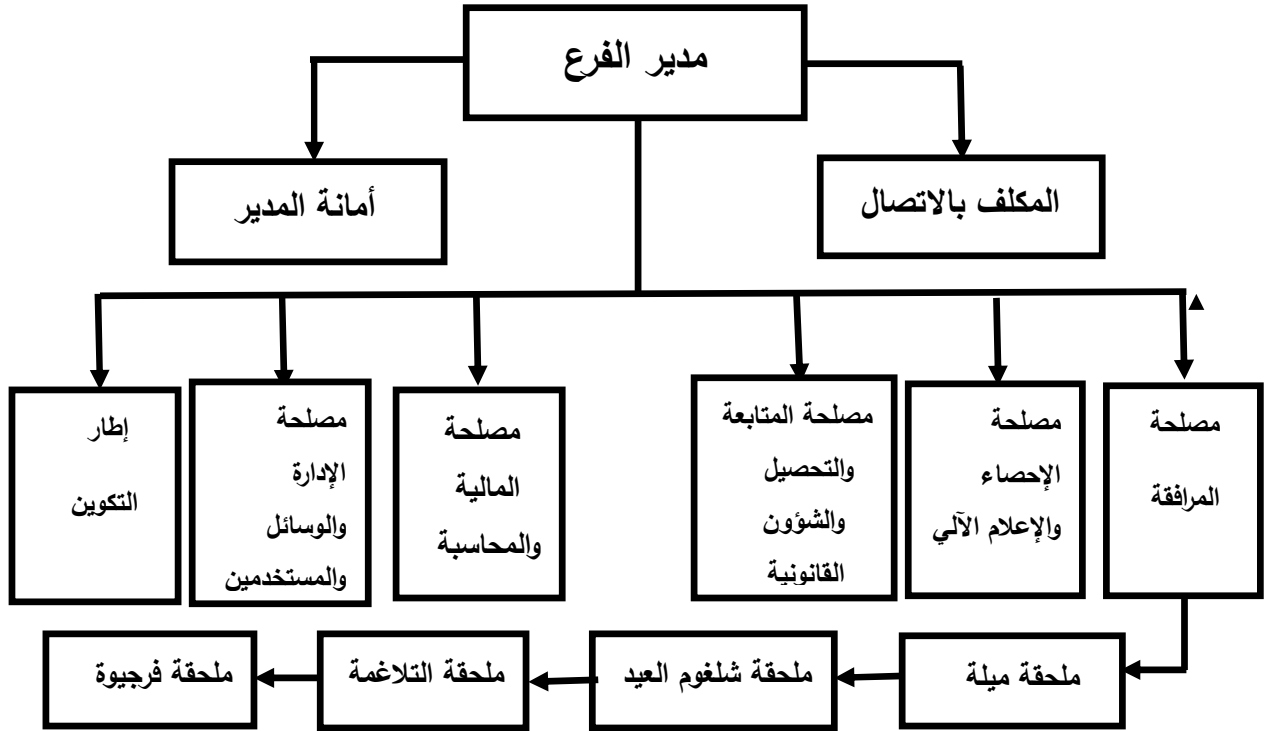 مدير الفرع
المكلف بالاتصال
أمانة المدير
مصلحة
المرافقة
مصلحة
الإحصاء
والإعلام الآلي
مصلحة المتابعة
والتحصيل
والشؤون
القانونية
مصلحة
المالية
والمحاسبة
مصلحة
الإدارة
والوسائل
والمستخدمين
إطار
التكوين
ملحقة ميلة
ملحقة شلغوم العيد
ملحقة التلاغمة
ملحقة فرجيوة